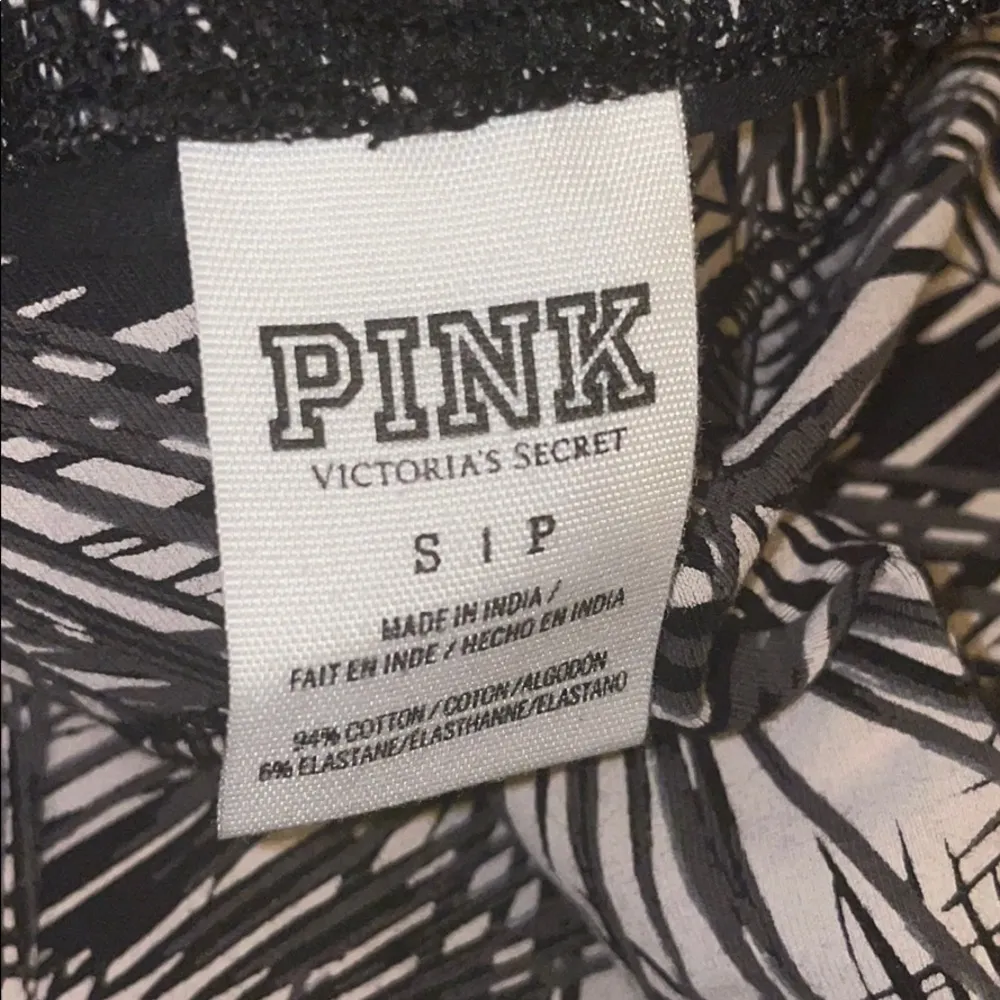 PINK
VICTORIA'S SECRET
S | P
MADE IN INDIA /
FAIT EN INDE / HECHO EN INDIA
94% COTTON / COTON/ALGODÓN
6% ELASTANE/ÉLASTHANNE/ELASTANO